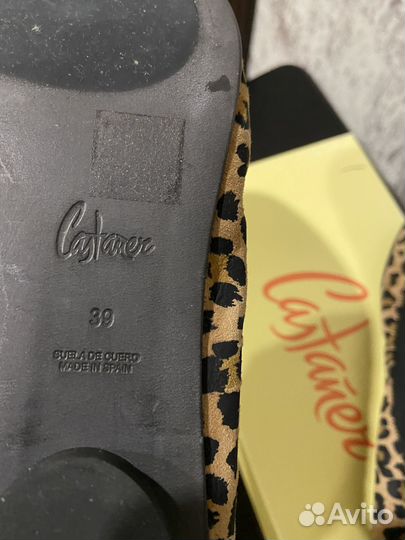 Castañer
39
SUELA DE CUERO
MADE IN SPAIN
Castañer
Avito